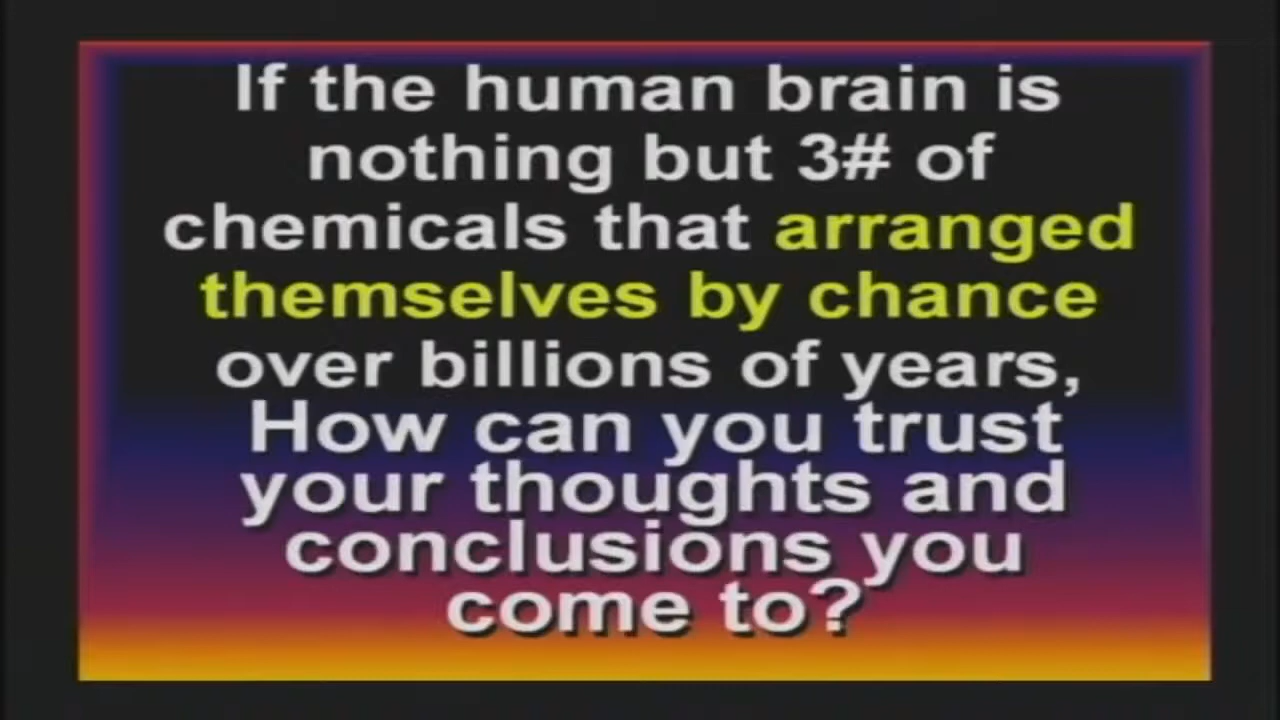 If the human brain is
nothing but 3# of
chemicals that arranged
themselves by chance
over billions of years,
How can you trust
your thoughts and
conclusions you
come to?